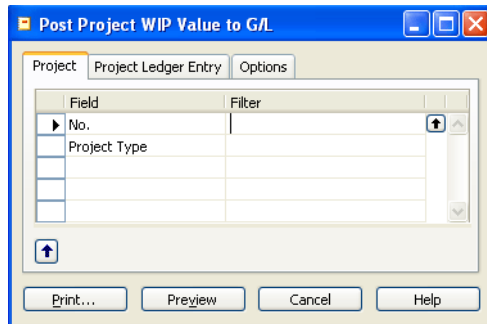 Post Project WIP Value to G/L
Project Project Ledger Entry Options
Field Filter
No.
Project Type
Print... Preview Cancel Help